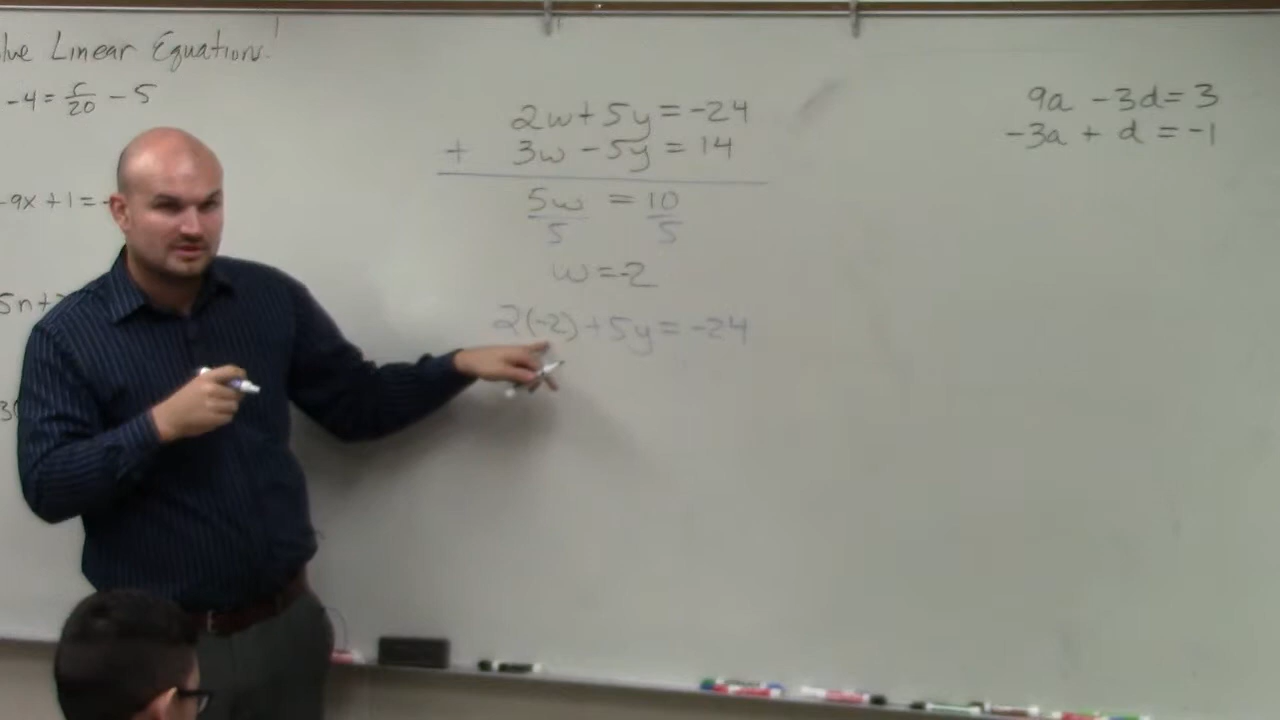 lve Linear Equations!
-4 = r/20 - 5
-9x + 1 = -
5n+
3(
2w + 5y = -24
+ 3w - 5y = 14
5w/5 = 10/5
w = -2
2(-2) + 5y = -24
9a - 3d = 3
-3a + d = -1